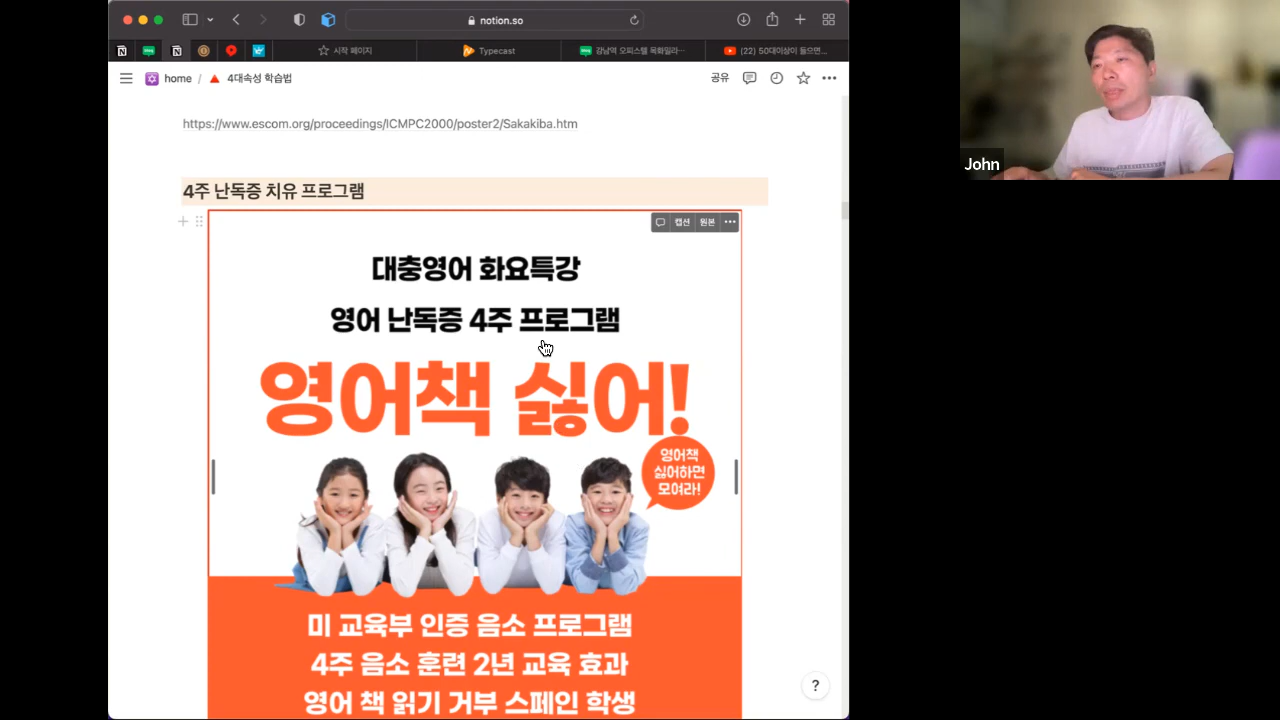 notion.so
시작 페이지
Typecast
강남역 오피스텔 목화밀라…
(22) 50대이상이 들으면…
home / 4대속성 학습법
공유
https://www.escom.org/proceedings/ICMPC2000/poster2/Sakakiba.htm
4주 난독증 치유 프로그램
캡션 원본
대충영어 화요특강
영어 난독증 4주 프로그램
영어책 싫어!
영어책
싫어하면
모여라!
미 교육부 인증 음소 프로그램
4주 음소 훈련 2년 교육 효과
영어 책 읽기 거부 스페인 학생
?
John